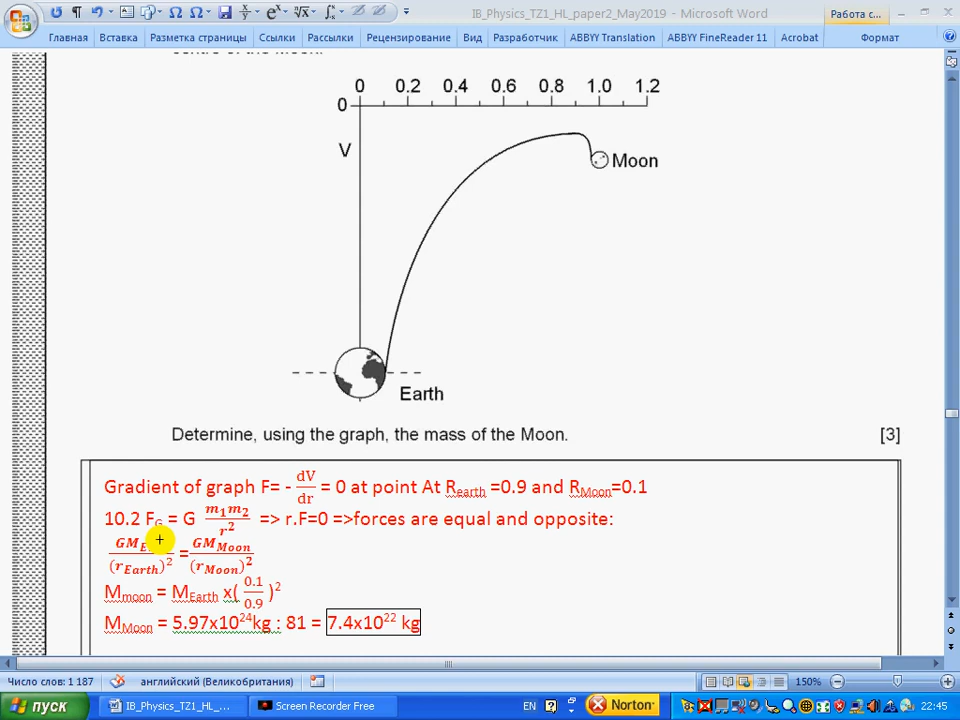 IB_Physics_TZ1_HL_paper2_May2019 - Microsoft Word
Работа с...
Главная Вставка Разметка страницы Ссылки Рассылки Рецензирование Вид Разработчик ABBYY Translation ABBYY FineReader 11 Acrobat Формат
0 0.2 0.4 0.6 0.8 1.0 1.2
0
V
Moon
Earth
Determine, using the graph, the mass of the Moon. [3]
Gradient of graph F= - dV/dr = 0 at point At Rearth =0.9 and RMoon=0.1
10.2 FG = G m₁m₂/r² => r.F=0 =>forces are equal and opposite:
GME /(rEarth)² = GMMoon/(rMoon)²
Mmoon = MEarth x( 0.1/0.9 )²
MMoon = 5.97x10²⁴kg : 81 = 7.4x10²² kg
Число слов: 1 187 английский (Великобритания) 150%
пуск IB_Physics_TZ1_HL_... Screen Recorder Free EN Norton 22:45